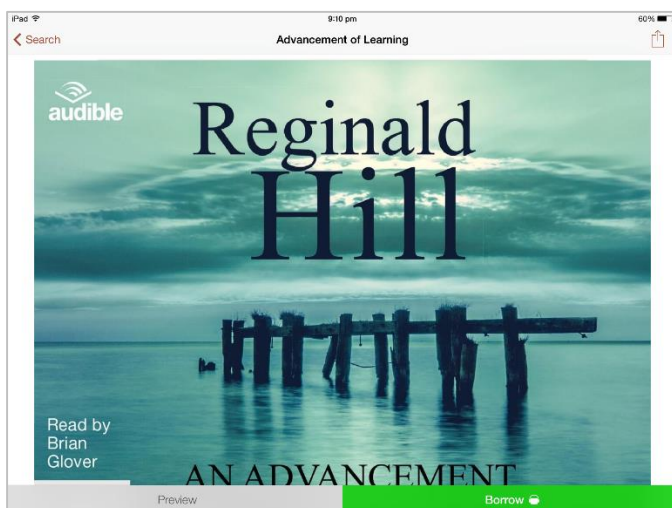 iPad 9:10 pm 60%
Search Advancement of Learning
audible
Reginald
Hill
Read by
Brian
Glover
AN ADVANCEMENT
Preview Borrow